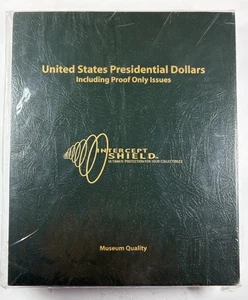 United States Presidential Dollars
Including Proof Only Issues
INTERCEPT
SHIELD
ULTIMATE PROTECTION FOR YOUR COLLECTIBLES
Museum Quality